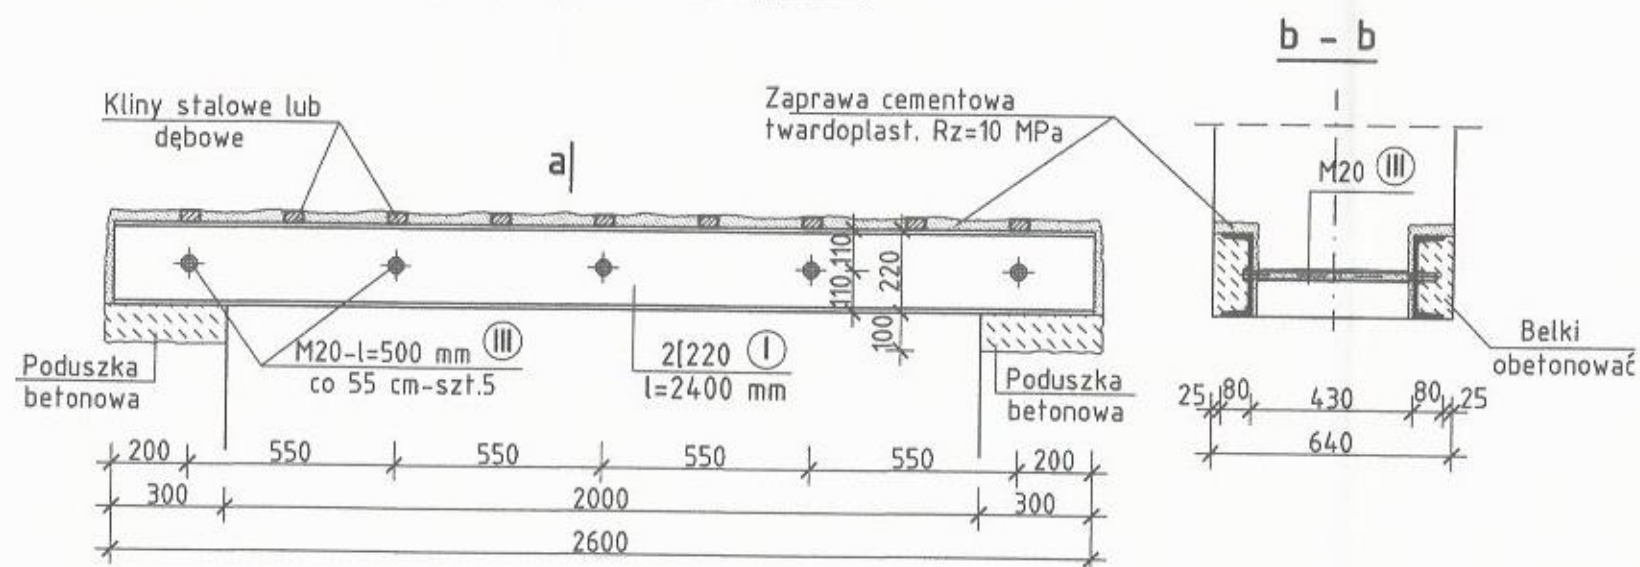 b - b
Kliny stalowe lub
dębowe
a
Zaprawa cementowa
twardoplast. Rz=10 MPa
M20 III
110
110
220
100
M20-l=500 mm III
co 55 cm-szt.5
2[220 I
l=2400 mm
Poduszka
betonowa
Poduszka
betonowa
Belki
obetonować
25 80 430 80 25
640
200 550 550 550 550 200
300 2000 300
2600